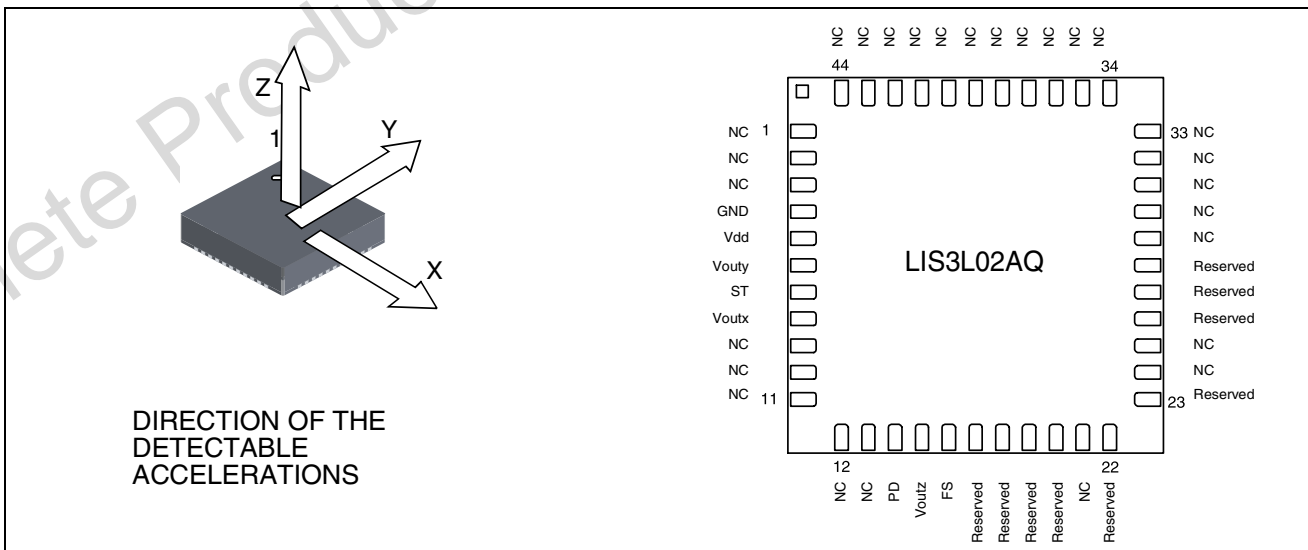 lete Produ
Z
1
Y
X
DIRECTION OF THE
DETECTABLE
ACCELERATIONS
NC NC NC NC NC NC NC NC NC NC NC
44 34
NC 1
NC
NC
GND
Vdd
Vouty
ST
Voutx
NC
NC
NC 11
LIS3L02AQ
33 NC
NC
NC
NC
NC
Reserved
Reserved
Reserved
NC
NC
23 Reserved
12 22
NC NC PD Voutz FS Reserved Reserved Reserved Reserved NC Reserved